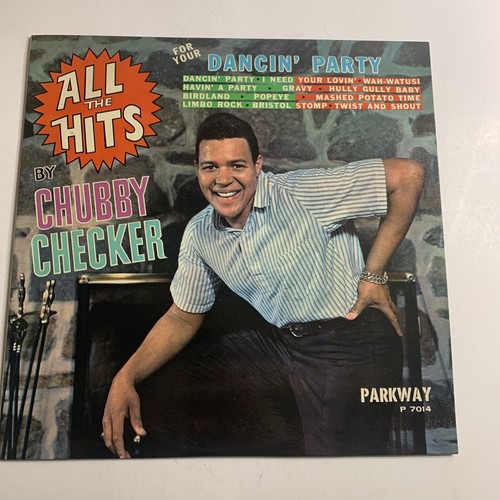 ALL
THE
HITS
BY
CHUBBY
CHECKER
FOR
YOUR
DANCIN' PARTY
DANCIN' PARTY • I NEED YOUR LOVIN' • WAH-WATUSI
HAVIN' A PARTY • GRAVY • HULLY GULLY BABY
BIRDLAND • POPEYE • MASHED POTATO TIME
LIMBO ROCK • BRISTOL STOMP • TWIST AND SHOUT
PARKWAY
P 7014